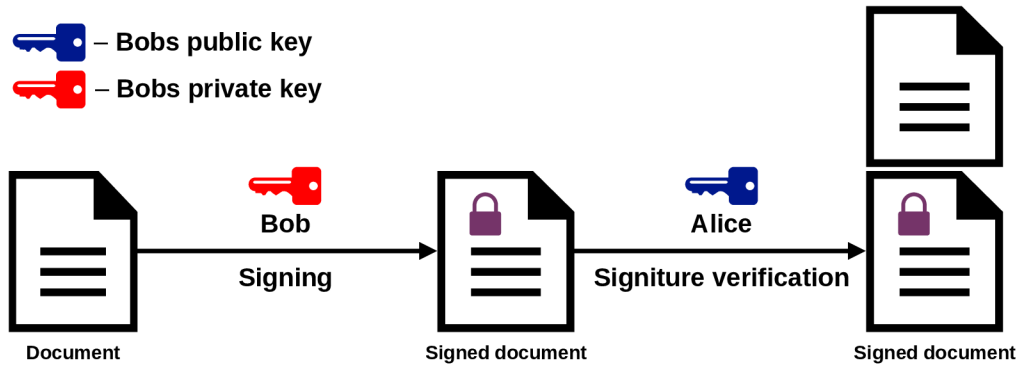 – Bobs public key
– Bobs private key
Bob
Signing
Alice
Signiture verification
Document
Signed document
Signed document